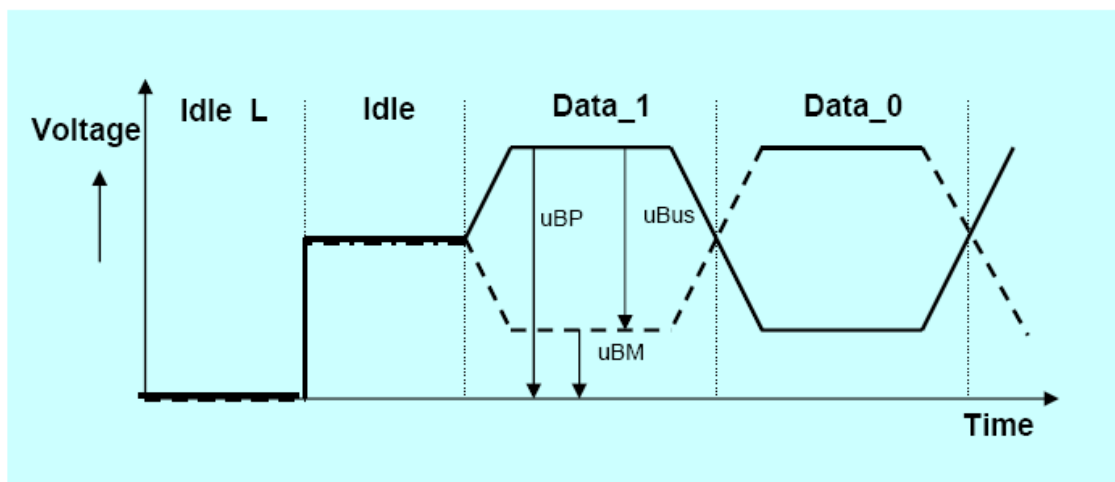 Idle L
Idle
Data_1
Data_0
Voltage
uBP
uBus
uBM
Time